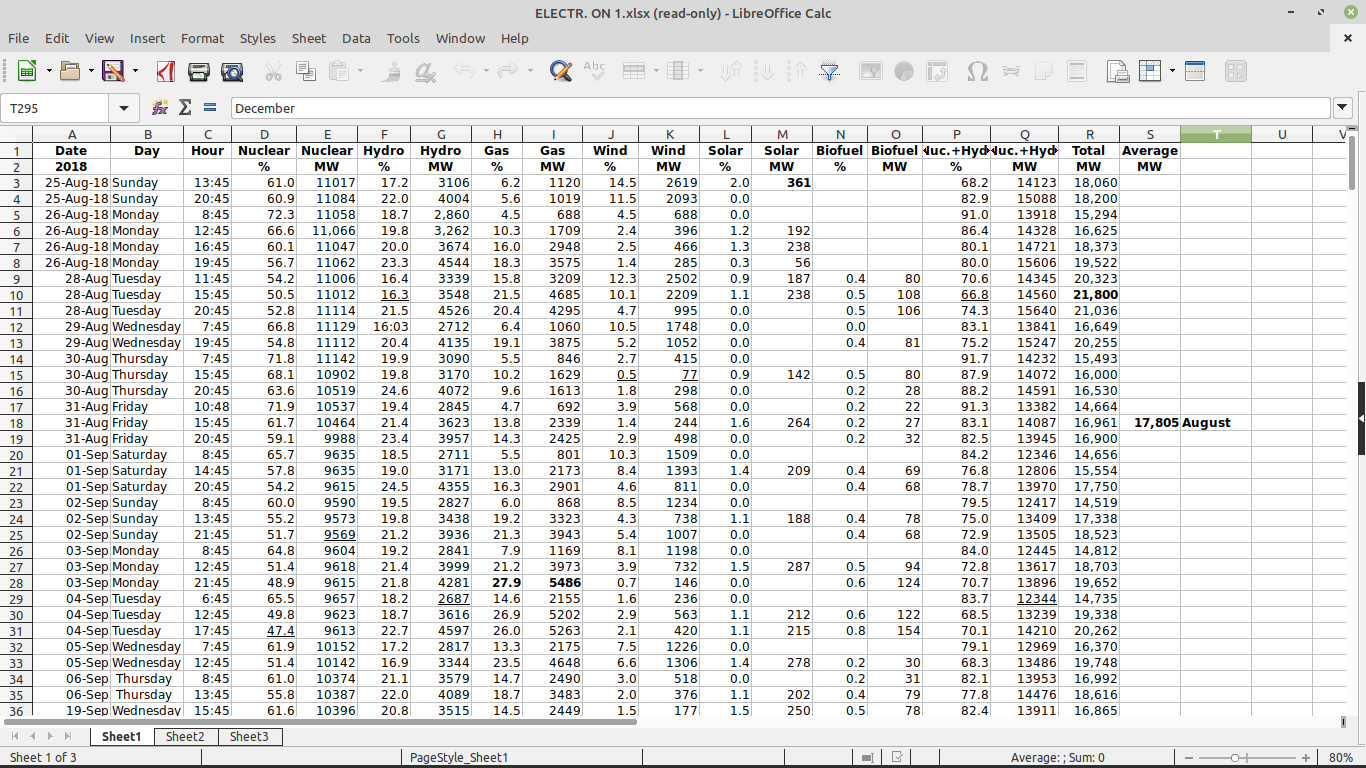 ELECTR. ON 1.xlsx (read-only) - LibreOffice Calc
File Edit View Insert Format Styles Sheet Data Tools Window Help
T295 December
A B C D E F G H I J K L M N O P Q R S T U V
1 Date Day Hour Nuclear Nuclear Hydro Hydro Gas Gas Wind Wind Solar Solar Biofuel Biofuel Nuc.+Hyd Nuc.+Hyd Total Average
2 2018 % MW % MW % MW % MW % MW % MW % MW MW MW
3 25-Aug-18 Sunday 13:45 61.0 11017 17.2 3106 6.2 1120 14.5 2619 2.0 361 68.2 14123 18,060
4 25-Aug-18 Sunday 20:45 60.9 11084 22.0 4004 5.6 1019 11.5 2093 0.0 82.9 15088 18,200
5 26-Aug-18 Monday 8:45 72.3 11058 18.7 2,860 4.5 688 4.5 688 0.0 91.0 13918 15,294
6 26-Aug-18 Monday 12:45 66.6 11,066 19.8 3,262 10.3 1709 2.4 396 1.2 192 86.4 14328 16,625
7 26-Aug-18 Monday 16:45 60.1 11047 20.0 3674 16.0 2948 2.5 466 1.3 238 80.1 14721 18,373
8 26-Aug-18 Monday 19:45 56.7 11062 23.3 4544 18.3 3575 1.4 285 0.3 56 80.0 15606 19,522
9 28-Aug Tuesday 11:45 54.2 11006 16.4 3339 15.8 3209 12.3 2502 0.9 187 0.4 80 70.6 14345 20,323
10 28-Aug Tuesday 15:45 50.5 11012 16.3 3548 21.5 4685 10.1 2209 1.1 238 0.5 108 66.8 14560 21,800
11 28-Aug Tuesday 20:45 52.8 11114 21.5 4526 20.4 4295 4.7 995 0.0 0.5 106 74.3 15640 21,036
12 29-Aug Wednesday 7:45 66.8 11129 16:03 2712 6.4 1060 10.5 1748 0.0 0.0 83.1 13841 16,649
13 29-Aug Wednesday 19:45 54.8 11112 20.4 4135 19.1 3875 5.2 1052 0.0 0.4 81 75.2 15247 20,255
14 30-Aug Thursday 7:45 71.8 11142 19.9 3090 5.5 846 2.7 415 0.0 91.7 14232 15,493
15 30-Aug Thursday 15:45 68.1 10902 19.8 3170 10.2 1629 0.5 77 0.9 142 0.5 80 87.9 14072 16,000
16 30-Aug Thursday 20:45 63.6 10519 24.6 4072 9.6 1613 1.8 298 0.0 0.2 28 88.2 14591 16,530
17 31-Aug Friday 10:48 71.9 10537 19.4 2845 4.7 692 3.9 568 0.0 0.2 22 91.3 13382 14,664
18 31-Aug Friday 15:45 61.7 10464 21.4 3623 13.8 2339 1.4 244 1.6 264 0.2 27 83.1 14087 16,961 17,805 August
19 31-Aug Friday 20:45 59.1 9988 23.4 3957 14.3 2425 2.9 498 0.0 0.2 32 82.5 13945 16,900
20 01-Sep Saturday 8:45 65.7 9635 18.5 2711 5.5 801 10.3 1509 0.0 84.2 12346 14,656
21 01-Sep Saturday 14:45 57.8 9635 19.0 3171 13.0 2173 8.4 1393 1.4 209 0.4 69 76.8 12806 15,554
22 01-Sep Saturday 20:45 54.2 9615 24.5 4355 16.3 2901 4.6 811 0.0 0.4 68 78.7 13970 17,750
23 02-Sep Sunday 8:45 60.0 9590 19.5 2827 6.0 868 8.5 1234 0.0 79.5 12417 14,519
24 02-Sep Sunday 13:45 55.2 9573 19.8 3438 19.2 3323 4.3 738 1.1 188 0.4 78 75.0 13409 17,338
25 02-Sep Sunday 21:45 51.7 9569 21.2 3936 21.3 3943 5.4 1007 0.0 0.4 68 72.9 13505 18,523
26 03-Sep Monday 8:45 64.8 9604 19.2 2841 7.9 1169 8.1 1198 0.0 84.0 12445 14,812
27 03-Sep Monday 12:45 51.4 9618 21.4 3999 21.2 3973 3.9 732 1.5 287 0.5 94 72.8 13617 18,703
28 03-Sep Monday 21:45 48.9 9615 21.8 4281 27.9 5486 0.7 146 0.0 0.6 124 70.7 13896 19,652
29 04-Sep Tuesday 6:45 65.5 9657 18.2 2687 14.6 2155 1.6 236 0.0 83.7 12344 14,735
30 04-Sep Tuesday 12:45 49.8 9623 18.7 3616 26.9 5202 2.9 563 1.1 212 0.6 122 68.5 13239 19,338
31 04-Sep Tuesday 17:45 47.4 9613 22.7 4597 26.0 5263 2.1 420 1.1 215 0.8 154 70.1 14210 20,262
32 05-Sep Wednesday 7:45 61.9 10152 17.2 2817 13.3 2175 7.5 1226 0.0 79.1 12969 16,370
33 05-Sep Wednesday 12:45 51.4 10142 16.9 3344 23.5 4648 6.6 1306 1.4 278 0.2 30 68.3 13486 19,748
34 06-Sep Thursday 8:45 61.0 10374 21.1 3579 14.7 2490 3.0 518 0.0 0.2 31 82.1 13953 16,992
35 06-Sep Thursday 13:45 55.8 10387 22.0 4089 18.7 3483 2.0 376 1.1 202 0.4 79 77.8 14476 18,616
36 19-Sep Wednesday 15:45 61.6 10396 20.8 3515 14.5 2449 1.5 177 1.5 250 0.5 78 82.4 13911 16,865
Sheet1 Sheet2 Sheet3
Sheet 1 of 3 PageStyle_Sheet1 Average: ; Sum: 0 80%